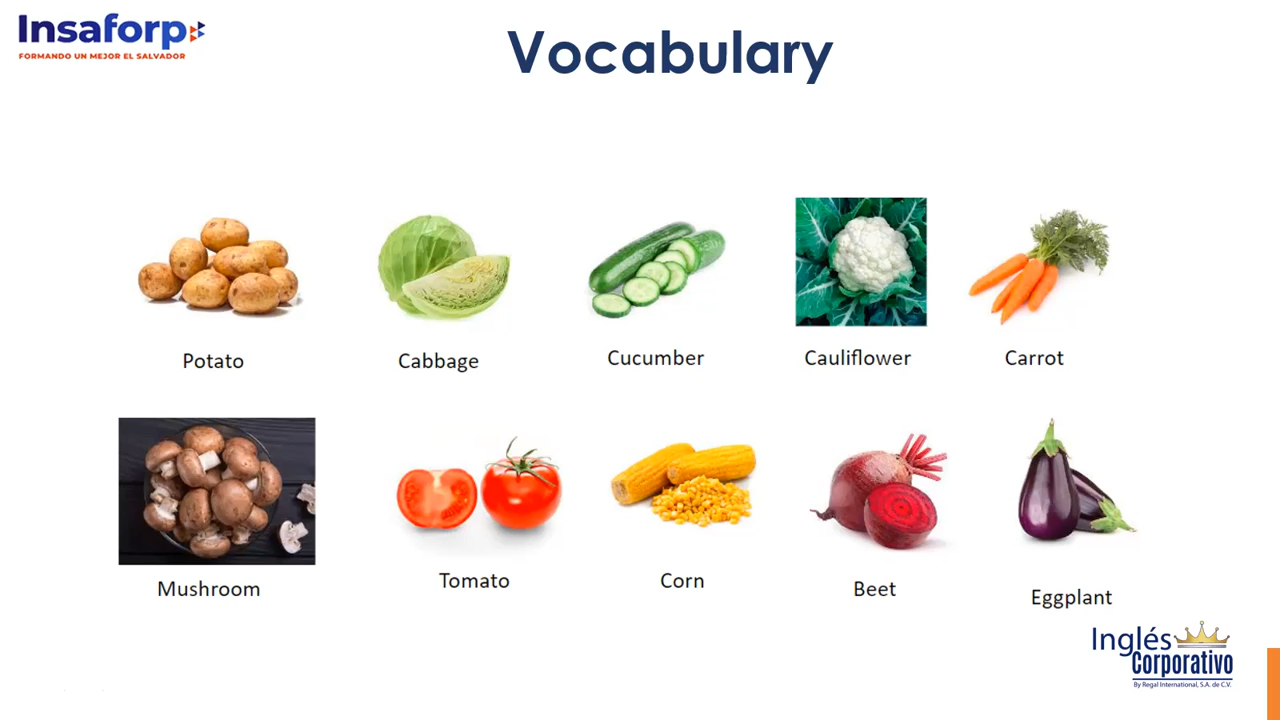 Insaforp
FORMANDO UN MEJOR EL SALVADOR
Vocabulary
Potato
Cabbage
Cucumber
Cauliflower
Carrot
Mushroom
Tomato
Corn
Beet
Eggplant
Inglés
Corporativo
By Regal International, S.A. de C.V.